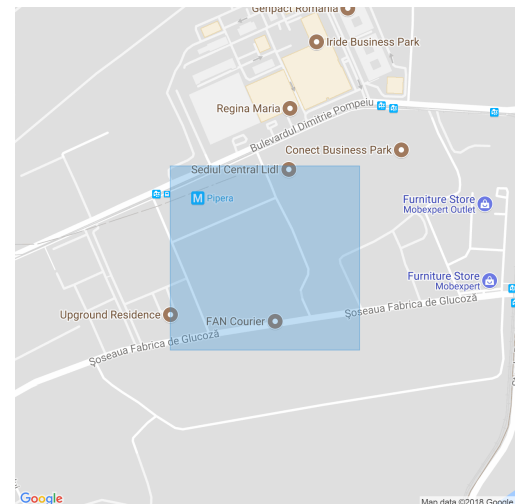 Genpact Romania
Iride Business Park
Regina Maria
Bulevardul Dimitrie Pompeiu
Conect Business Park
Sediul Central Lidl
M Pipera
Furniture Store
Mobexpert Outlet
Furniture Store
Mobexpert
Upground Residence
FAN Courier
Șoseaua Fabrica de Glucoză
Șoseaua Fabrica de Glucoză
Google
Map data ©2018 Google